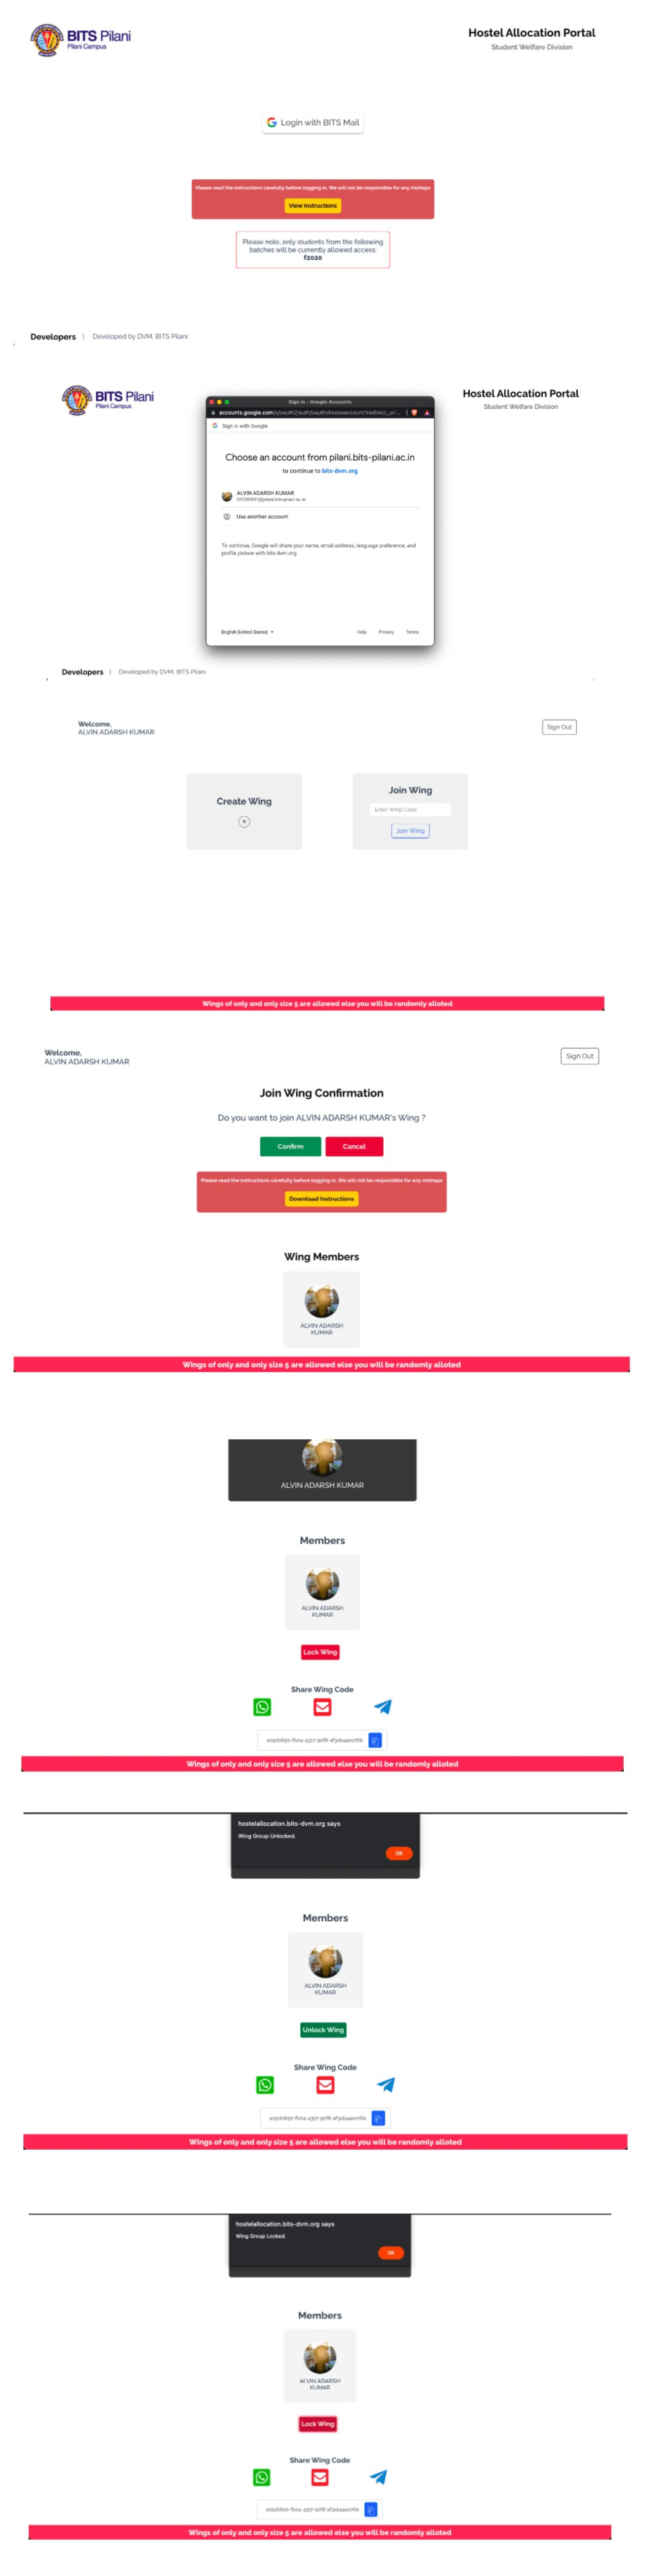 BITS Pilani
Pilani Campus
Hostel Allocation Portal
Student Welfare Division
Login with BITS Mail
Please read the instructions carefully before logging in. We will not be responsible for any mishaps
View Instructions
Please note, only students from the following
batches will be currently allowed access:
f2020
Developers | Developed by DVM, BITS Pilani
BITS Pilani
Pilani Campus
Hostel Allocation Portal
Student Welfare Division
Sign in - Google Accounts
Sign in with Google
Choose an account from pilani.bits-pilani.ac.in
to continue to bits-dvm.org
ALVIN ADARSH KUMAR
Use another account
To continue, Google will share your name, email address, language preference, and
profile picture with bits-dvm.org
English (United States)
Help Privacy Terms
Developers | Developed by DVM, BITS Pilani
Welcome,
ALVIN ADARSH KUMAR
Sign Out
Create Wing
+
Join Wing
Enter Wing Code
Join Wing
Wings of only and only size 5 are allowed else you will be randomly alloted
Welcome,
ALVIN ADARSH KUMAR
Sign Out
Join Wing Confirmation
Do you want to join ALVIN ADARSH KUMAR's Wing ?
Confirm Cancel
Please read the instructions carefully before logging in. We will not be responsible for any mishaps
Download Instructions
Wing Members
ALVIN ADARSH
KUMAR
Wings of only and only size 5 are allowed else you will be randomly alloted
ALVIN ADARSH KUMAR
Members
ALVIN ADARSH
KUMAR
Lock Wing
Share Wing Code
Wings of only and only size 5 are allowed else you will be randomly alloted
hostelallocation.bits-dvm.org says
Wing Group Unlocked.
OK
Members
ALVIN ADARSH
KUMAR
Unlock Wing
Share Wing Code
Wings of only and only size 5 are allowed else you will be randomly alloted
hostelallocation.bits-dvm.org says
Wing Group Locked.
OK
Members
ALVIN ADARSH
KUMAR
Lock Wing
Share Wing Code
Wings of only and only size 5 are allowed else you will be randomly alloted